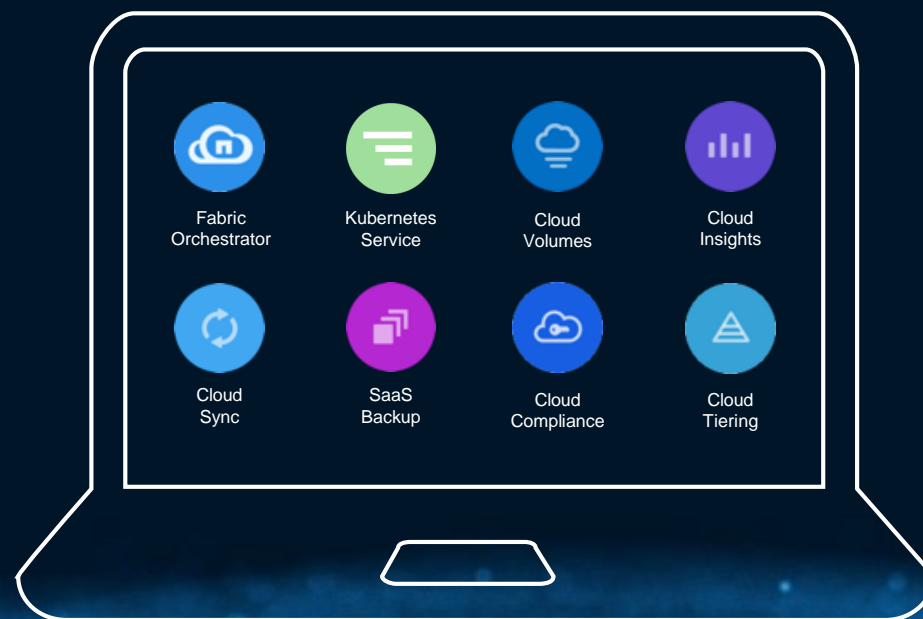 Fabric
Orchestrator
Kubernetes
Service
Cloud
Volumes
Cloud
Insights
Cloud
Sync
SaaS
Backup
Cloud
Compliance
Cloud
Tiering